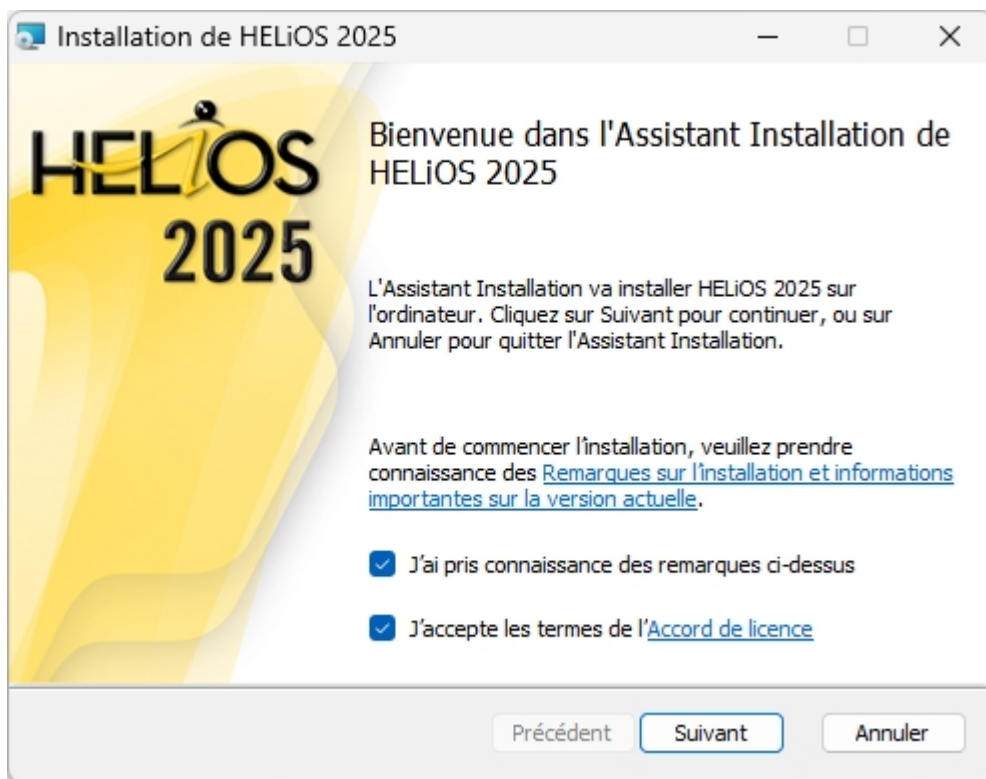 Installation de HELiOS 2025
HELiOS
2025
Bienvenue dans l'Assistant Installation de
HELiOS 2025
L'Assistant Installation va installer HELiOS 2025 sur
l'ordinateur. Cliquez sur Suivant pour continuer, ou sur
Annuler pour quitter l'Assistant Installation.
Avant de commencer l'installation, veuillez prendre
connaissance des Remarques sur l'installation et informations
importantes sur la version actuelle.
J'ai pris connaissance des remarques ci-dessus
J'accepte les termes de l'Accord de licence
Précédent Suivant Annuler